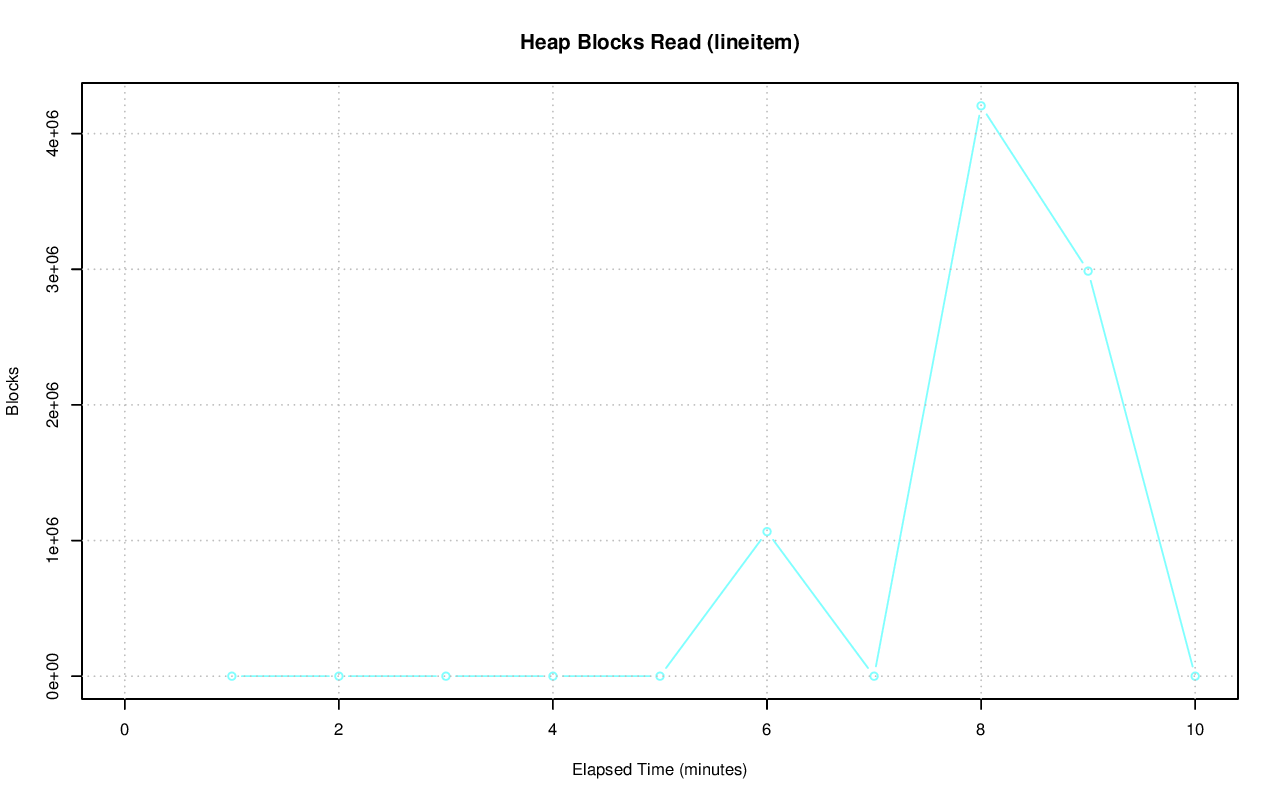 Heap Blocks Read (lineitem)
4e+06
3e+06
2e+06
1e+06
0e+00
Blocks
0 2 4 6 8 10
Elapsed Time (minutes)